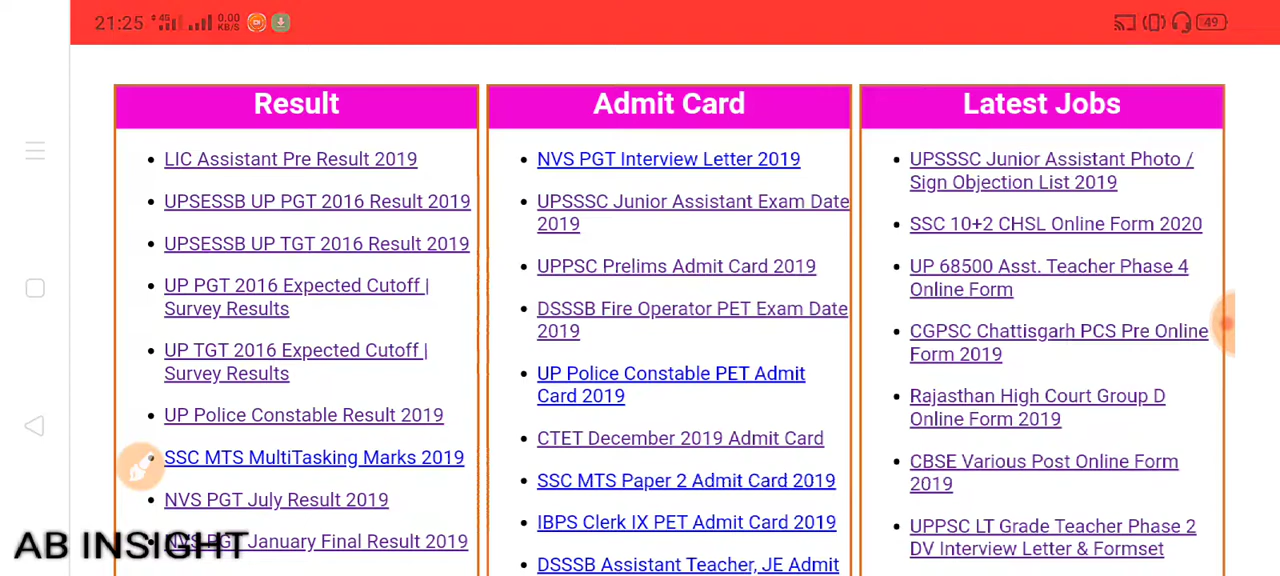 21:25 4G 0.00 KB/S 49
Result
LIC Assistant Pre Result 2019
UPSESSB UP PGT 2016 Result 2019
UPSESSB UP TGT 2016 Result 2019
UP PGT 2016 Expected Cutoff |
Survey Results
UP TGT 2016 Expected Cutoff |
Survey Results
UP Police Constable Result 2019
SSC MTS MultiTasking Marks 2019
NVS PGT July Result 2019
NVS PGT January Final Result 2019
Admit Card
NVS PGT Interview Letter 2019
UPSSSC Junior Assistant Exam Date
2019
UPPSC Prelims Admit Card 2019
DSSSB Fire Operator PET Exam Date
2019
UP Police Constable PET Admit
Card 2019
CTET December 2019 Admit Card
SSC MTS Paper 2 Admit Card 2019
IBPS Clerk IX PET Admit Card 2019
DSSSB Assistant Teacher, JE Admit
Latest Jobs
UPSSSC Junior Assistant Photo /
Sign Objection List 2019
SSC 10+2 CHSL Online Form 2020
UP 68500 Asst. Teacher Phase 4
Online Form
CGPSC Chattisgarh PCS Pre Online
Form 2019
Rajasthan High Court Group D
Online Form 2019
CBSE Various Post Online Form
2019
UPPSC LT Grade Teacher Phase 2
DV Interview Letter & Formset
AB INSIGHT